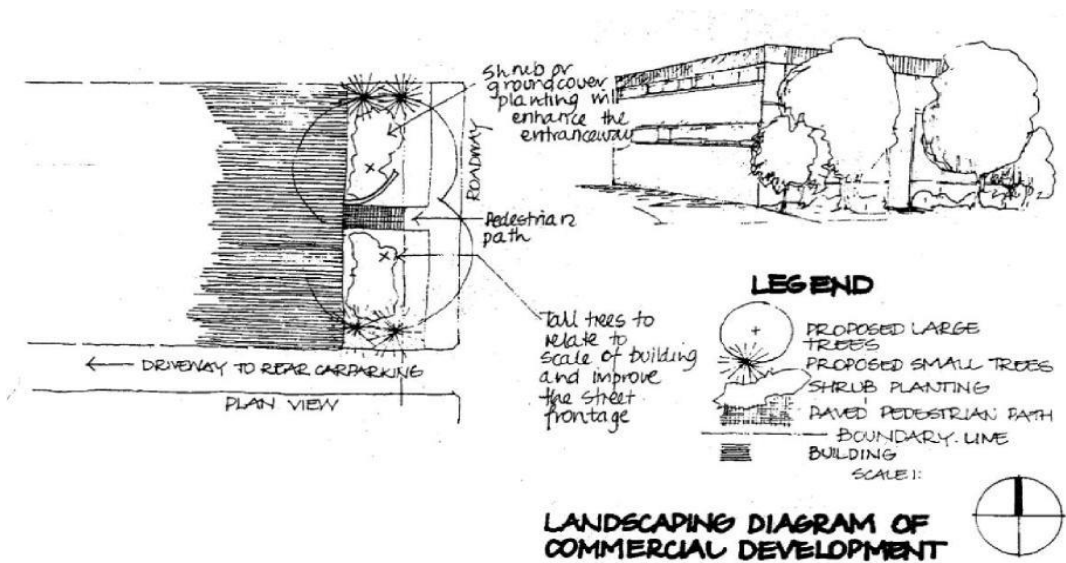 Shrub or
groundcover
planting will
enhance the
entranceway
ROADWAY
Pedestrian
path
Tall trees to
relate to
scale of building
and improve
the street
frontage
← DRIVEWAY TO REAR CARPARKING
PLAN VIEW
LEGEND
PROPOSED LARGE
TREES
PROPOSED SMALL TREES
SHRUB PLANTING
PAVED PEDESTRIAN PATH
BOUNDARY LINE
BUILDING
SCALE 1:
LANDSCAPING DIAGRAM OF
COMMERCIAL DEVELOPMENT